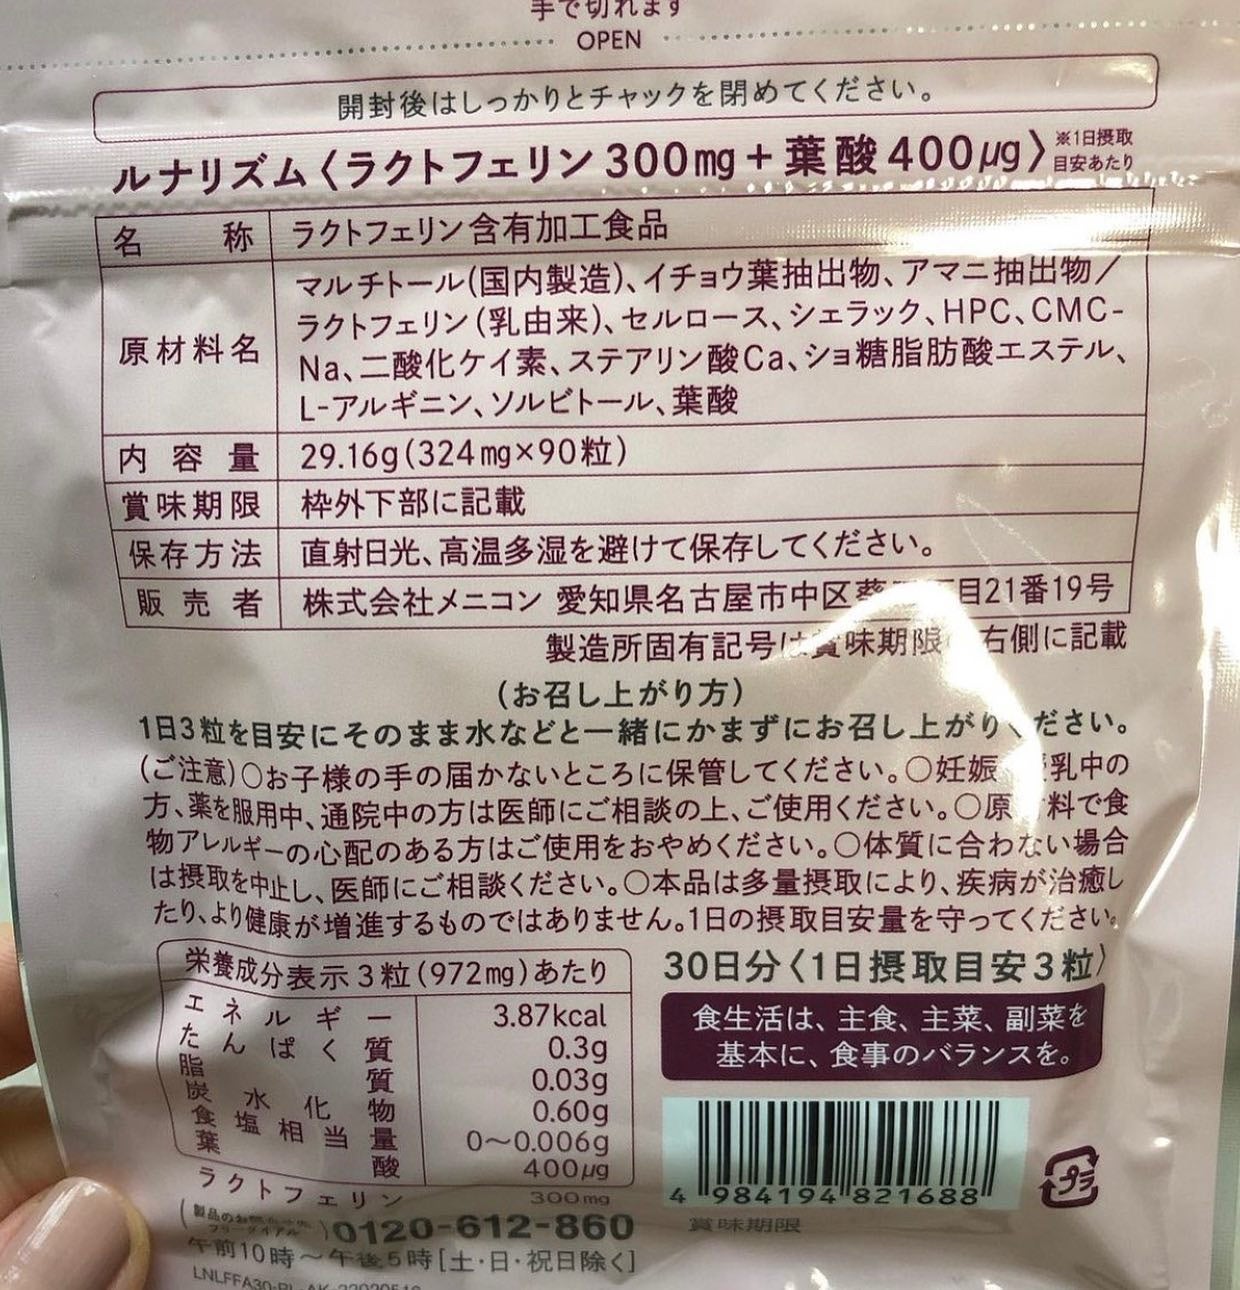 手で切れます
OPEN
開封後はしっかりとチャックを閉めてください。
ルナリズム〈ラクトフェリン300mg+葉酸400μg〉※1日摂取目安あたり
名称 ラクトフェリン含有加工食品
原材料名 マルチトール(国内製造)、イチョウ葉抽出物、アマニ抽出物/
ラクトフェリン(乳由来)、セルロース、シェラック、HPC、CMC-
Na、二酸化ケイ素、ステアリン酸Ca、ショ糖脂肪酸エステル、
L-アルギニン、ソルビトール、葉酸
内容量 29.16g(324mg×90粒)
賞味期限 枠外下部に記載
保存方法 直射日光、高温多湿を避けて保存してください。
販売者 株式会社メニコン 愛知県名古屋市中区葵 目21番19号
製造所固有記号は賞味期限 右側に記載
(お召し上がり方)
1日3粒を目安にそのまま水などと一緒にかまずにお召し上がりください。
(ご注意)○お子様の手の届かないところに保管してください。○妊娠 乳中の
方、薬を服用中、通院中の方は医師にご相談の上、ご使用ください。○原 料で食
物アレルギーの心配のある方はご使用をおやめください。○体質に合わない場合
は摂取を中止し、医師にご相談ください。○本品は多量摂取により、疾病が治癒し
たり、より健康が増進するものではありません。1日の摂取目安量を守ってください。
栄養成分表示 3粒(972mg)あたり
エネルギー 3.87kcal
たんぱく質 0.3g
脂質 0.03g
炭水化物 0.60g
食塩相当量 0〜0.006g
葉酸 400μg
ラクトフェリン 300mg
30日分〈1日摂取目安3粒〉
食生活は、主食、主菜、副菜を
基本に、食事のバランスを。
4 984194 821688
プラ
賞味期限
0120-612-860
午前10時〜午後5時[土・日・祝日除く]